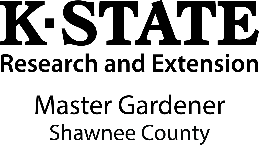 K-STATE
Research and Extension
Master Gardener
Shawnee County